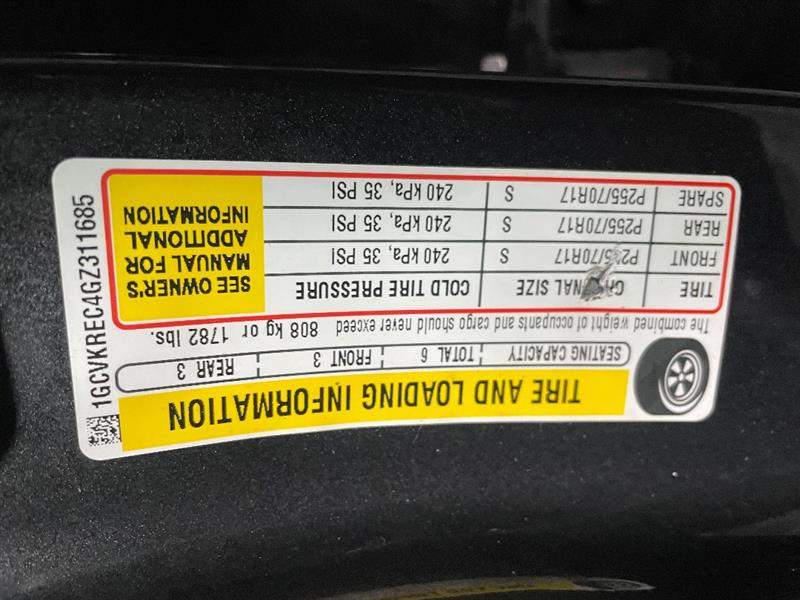 TIRE AND LOADING INFORMATION
SEATING CAPACITY | TOTAL 6 | FRONT 3 | REAR 3
The combined weight of occupants and cargo should never exceed 808 kg or 1782 lbs.
TIRE SIZE COLD TIRE PRESSURE
FRONT S 240 kPa, 35 PSI
REAR P255/70R17 S 240 kPa, 35 PSI
SPARE P255/70R17 S 240 kPa, 35 PSI
SEE OWNER'S
MANUAL FOR
ADDITIONAL
INFORMATION
1GCVKREC4GZ311685